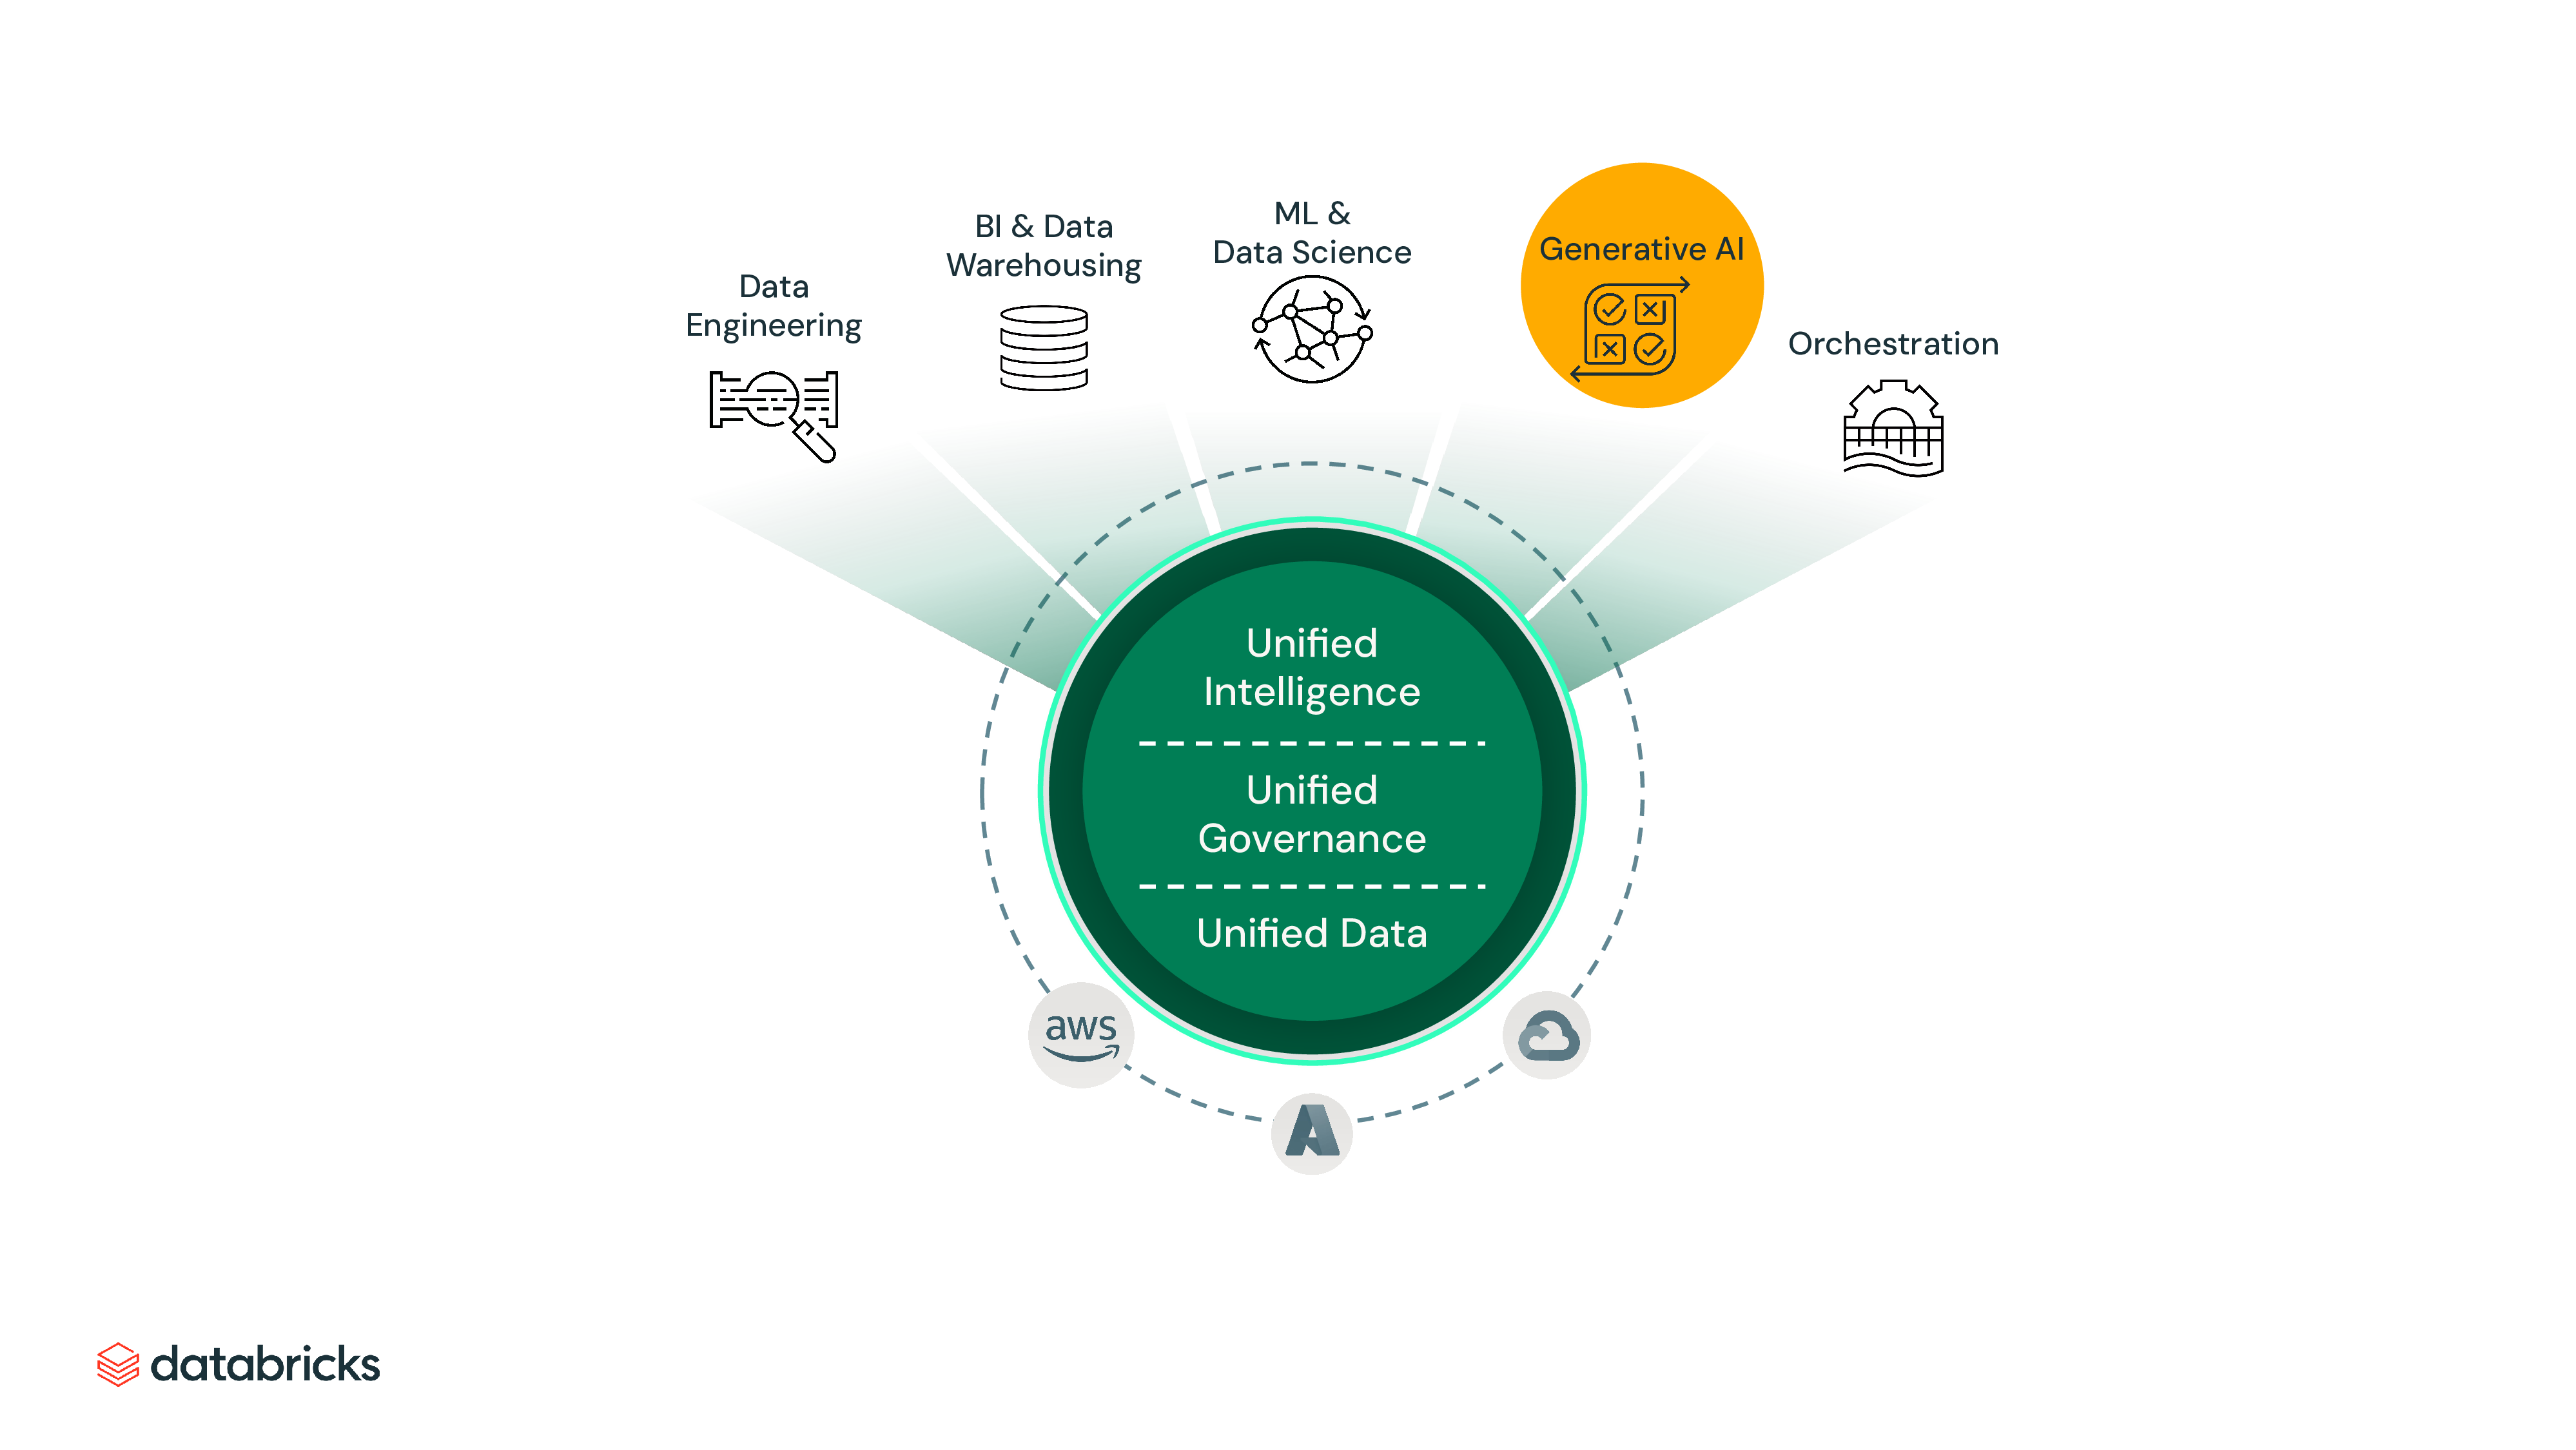 Data
Engineering
BI & Data
Warehousing
ML &
Data Science
Generative AI
Orchestration
Unified
Intelligence
Unified
Governance
Unified Data
aws
databricks